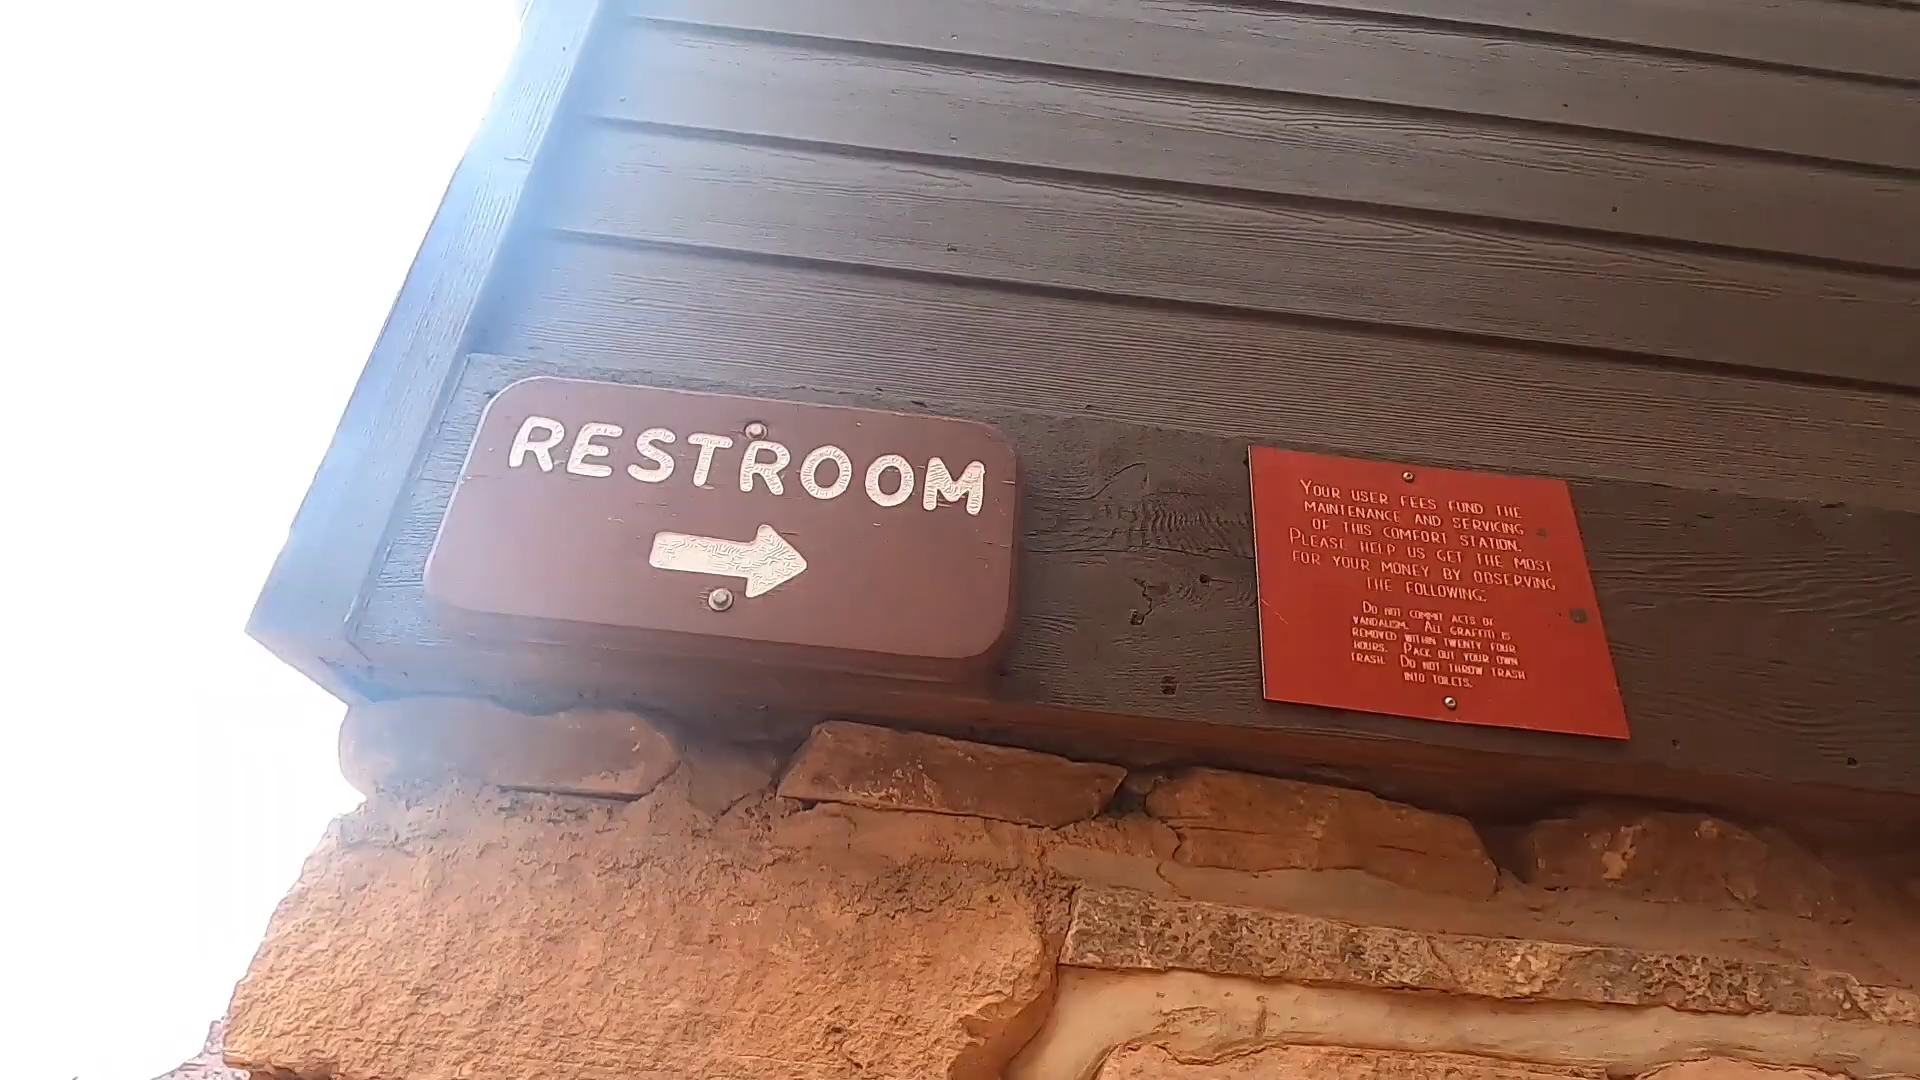 RESTROOM
YOUR USER FEES FUND THE
MAINTENANCE AND SERVICING
OF THIS COMFORT STATION.
PLEASE HELP US GET THE MOST
FOR YOUR MONEY BY OBSERVING
THE FOLLOWING:
DO NOT COMMIT ACTS OF
VANDALISM. ALL GRAFFITI IS
REMOVED WITHIN TWENTY FOUR
HOURS. PACK OUT YOUR OWN
TRASH. DO NOT THROW TRASH
INTO TOILETS.